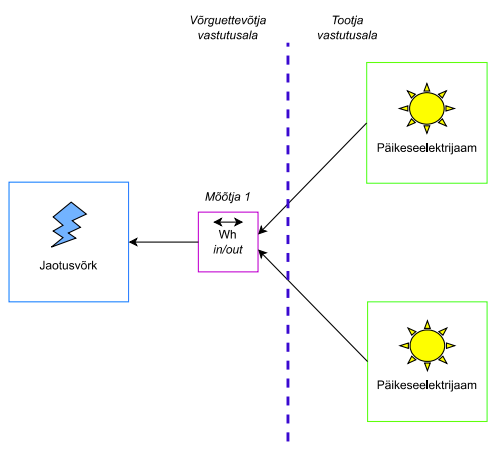 Võrguettevõtja
vastutusala
Tootja
vastutusala
Päikeseelektrijaam
Mõõtja 1
Wh
in/out
Jaotusvõrk
Päikeseelektrijaam